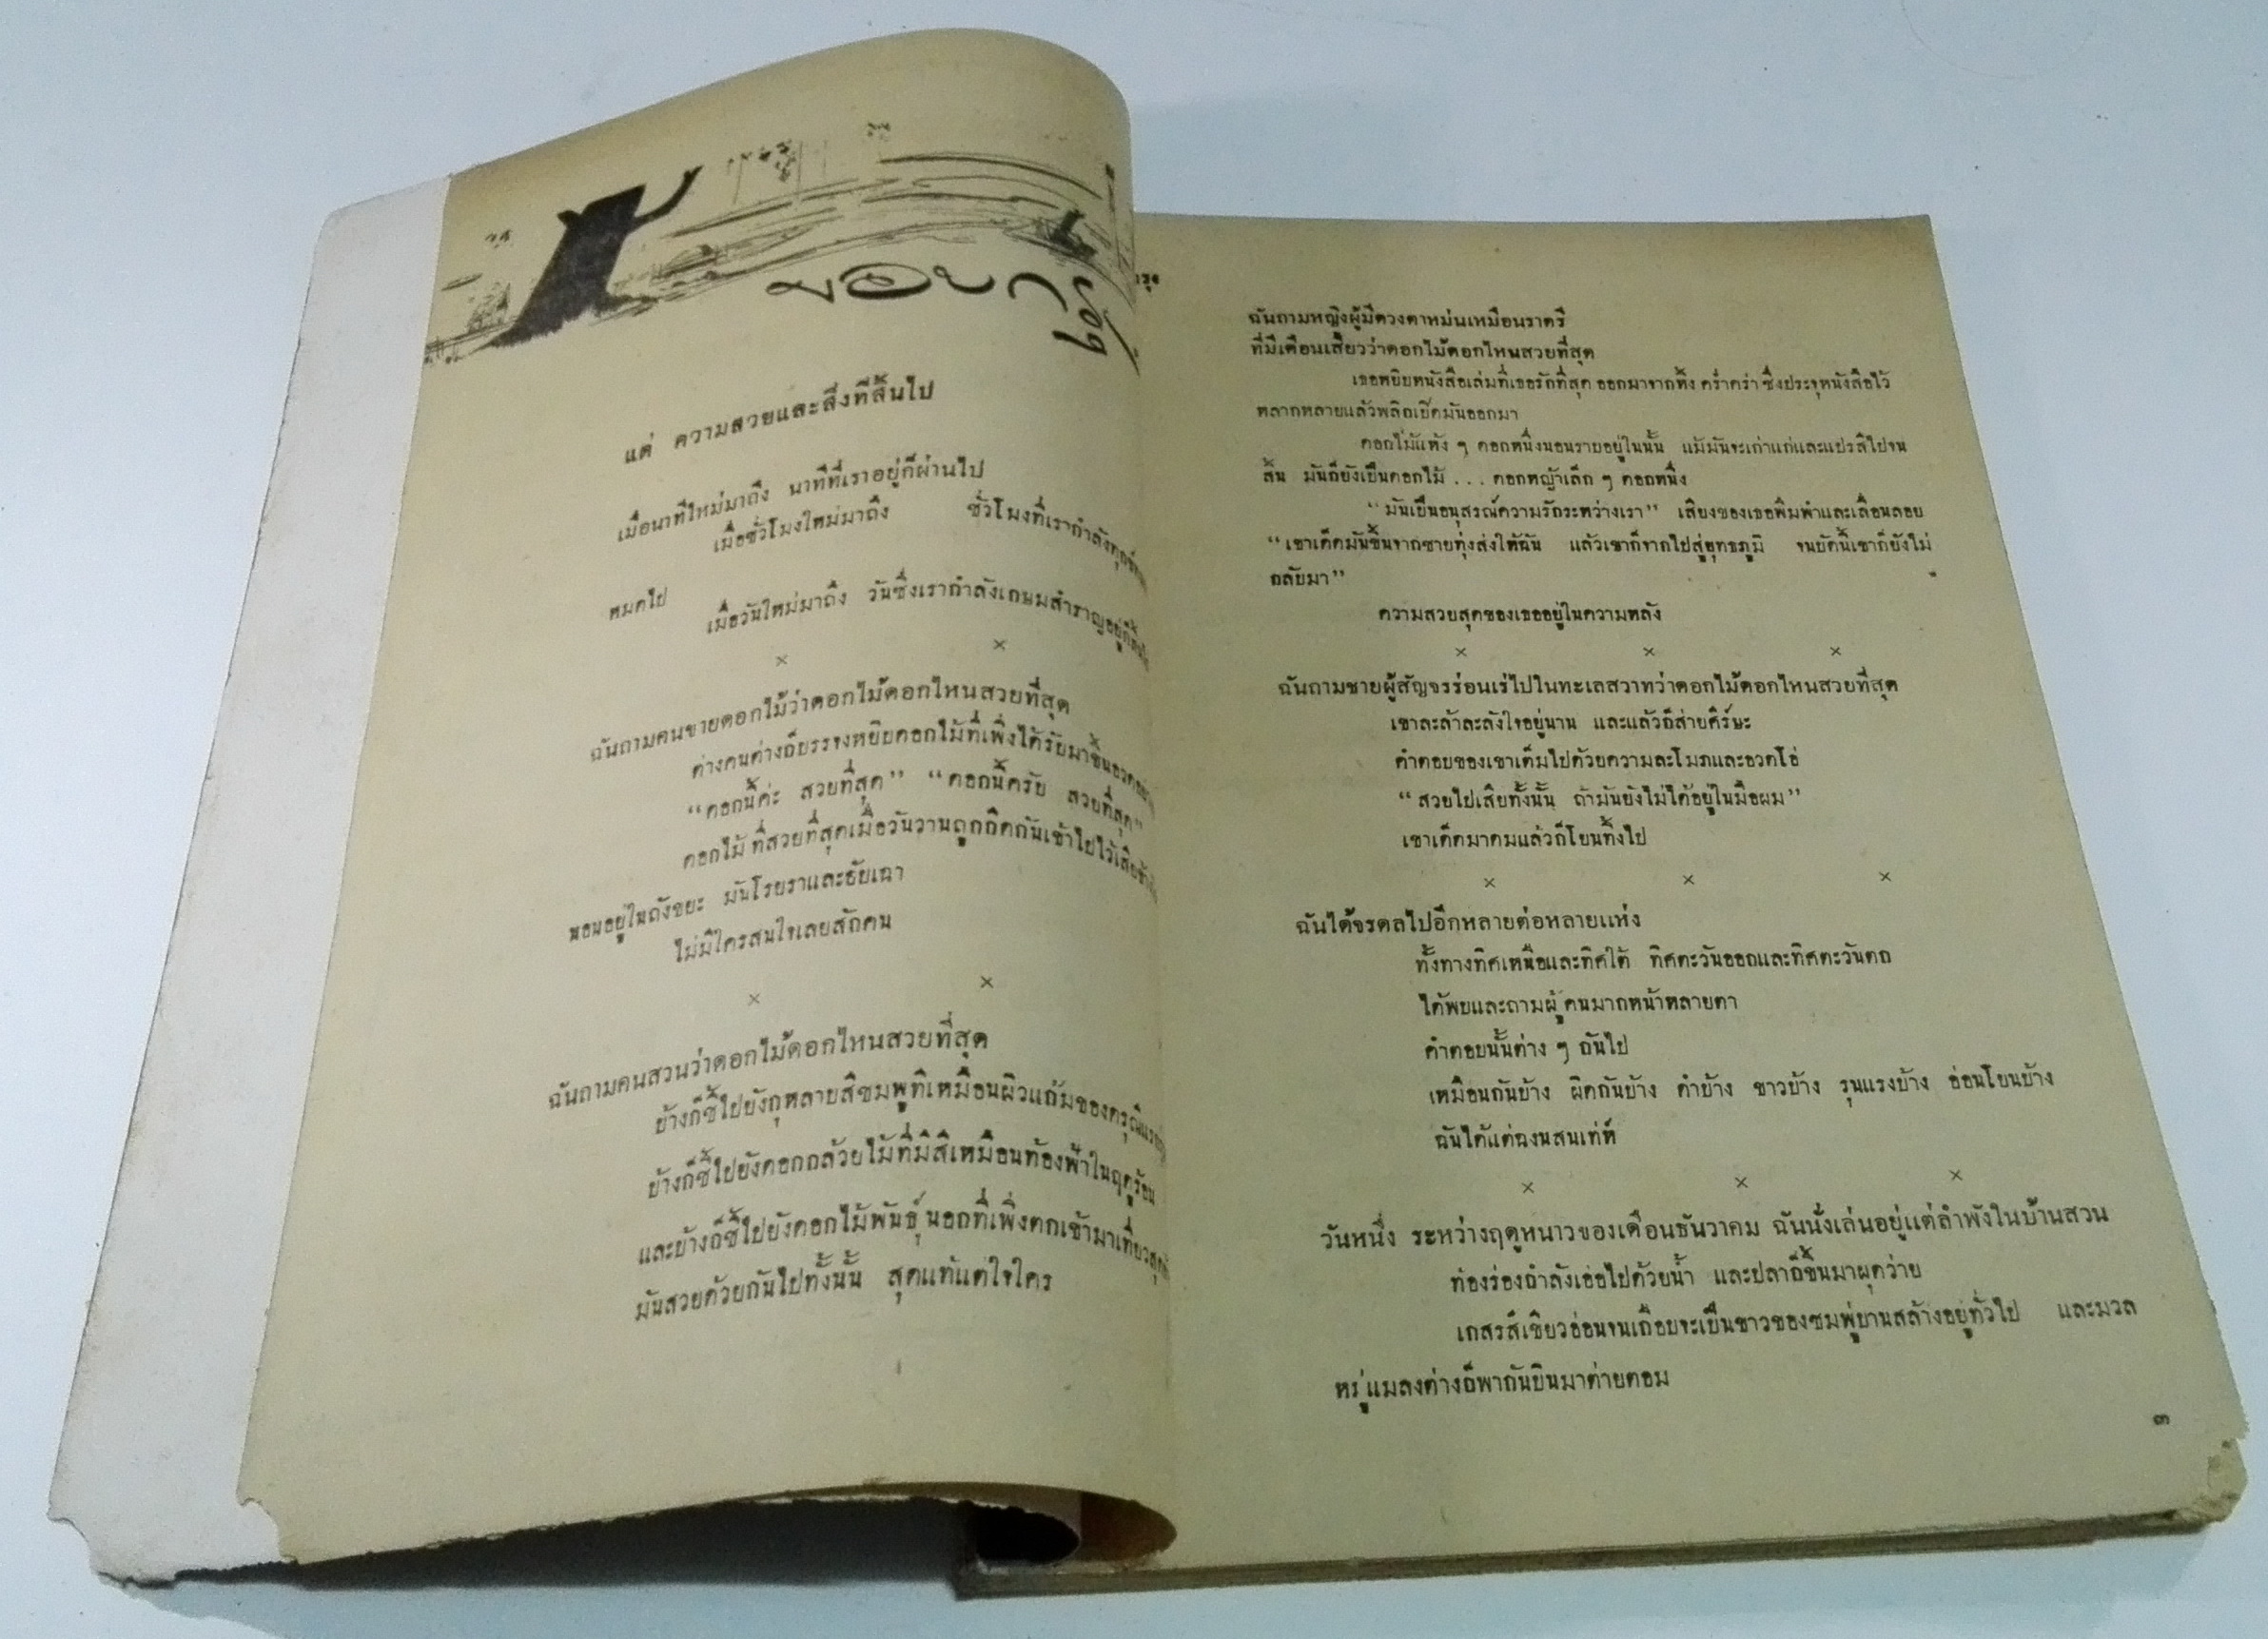 แด่ ความสวยและสิ่งที่สิ้นไป
เมื่อนาทีใหม่มาถึง นาทีที่เราอยู่ก็ผ่านไป
เมื่อชั่วโมงใหม่มาถึง ชั่วโมงที่เรากำลังทุกข์
หมดไป
เมื่อวันใหม่มาถึง วันซึ่งเรากำลังเกษมสำราญอยู่ก็
× ×
ฉันถามคนขายดอกไม้ว่าดอกไม้ดอกไหนสวยที่สุด
ต่างคนต่างก็บรรจงหยิบดอกไม้ที่เพิ่งได้รับมาขึ้นอวด
“ดอกนี้ค่ะ สวยที่สุด” “ดอกนี้ครับ สวยที่สุด”
ดอกไม้ ที่สวยที่สุดเมื่อวันวานถูกกีดกันเข้าไปไว้เสีย
นอนอยู่ในถังขยะ มันโรยราและอับเฉา
ไม่มีใครสนใจเลยสักคน
× ×
ฉันถามคนสวนว่าดอกไม้ดอกไหนสวยที่สุด
บ้างก็ชี้ไปยังกุหลาบสีชมพูที่เหมือนผิวแก้มของดรุณี
บ้างก็ชี้ไปยังดอกกล้วยไม้ที่มีสีเหมือนท้องฟ้าในฤดูร้อน
และบ้างก็ชี้ไปยังดอกไม้พันธุ์นอกที่เพิ่งตกเข้ามาเที่ยว
มันสวยด้วยกันไปทั้งนั้น สุดแท้แต่ใจใคร
ฉันถามหญิงผู้มีดวงตาหม่นเหมือนราตรี
ที่มีเดือนเสี้ยวว่าดอกไม้ดอกไหนสวยที่สุด
เธอหยิบหนังสือเล่มที่เธอรักที่สุด ออกมาจากหิ้ง คร่ำคร่า ซึ่งประจุหนังสือไว้
หลากหลายแล้วพลิกเปิดมันออกมา
ดอกไม้แห้ง ๆ ดอกหนึ่งนอนรายอยู่ในนั้น แม้มันจะเก่าแก่และแปรสีไปจน
สิ้น มันก็ยังเป็นดอกไม้ ... ดอกหญ้าเล็ก ๆ ดอกหนึ่ง
“มันเป็นอนุสรณ์ความรักระหว่างเรา” เสียงของเธอพึมพำและเลื่อนลอย
“เขาเด็ดมันขึ้นจากชายทุ่งส่งให้ฉัน แล้วเขาก็จากไปสู่ยุทธภูมิ จนบัดนี้เขาก็ยังไม่
กลับมา”
ความสวยสุดของเธออยู่ในความหลัง
× × ×
ฉันถามชายผู้สัญจรร่อนเร่ไปในทะเลสวาทว่าดอกไม้ดอกไหนสวยที่สุด
เขาละล้าละลังใจอยู่นาน และแล้วก็ส่ายศีร์ษะ
คำตอบของเขาเต็มไปด้วยความละโมภและอวดโอ่
“สวยไปเสียทั้งนั้น ถ้ามันยังไม่ได้อยู่ในมือผม”
เขาเด็ดมาดมแล้วก็โยนทิ้งไป
× × ×
ฉันได้จรดลไปอีกหลายต่อหลายแห่ง
ทั้งทางทิศเหนือและทิศใต้ ทิศตะวันออกและทิศตะวันตก
ได้พบและถามผู้คนมากหน้าหลายตา
คำตอบนั้นต่าง ๆ กันไป
เหมือนกันบ้าง ผิดกันบ้าง ดำบ้าง ขาวบ้าง รุนแรงบ้าง อ่อนโยนบ้าง
ฉันได้แต่ฉงนสนเท่ห์
× × ×
วันหนึ่ง ระหว่างฤดูหนาวของเดือนธันวาคม ฉันนั่งเล่นอยู่แต่ลำพังในบ้านสวน
ท้องร่องกำลังเอ่อไปด้วยน้ำ และปลาก็ขึ้นมาผุดว่าย
เกสรสีเขียวอ่อนจนเกือบจะเป็นขาวของชมพู่บานสล้างอยู่ทั่วไป และมวล
หมู่แมลงต่างก็พากันบินมาต่ายตอม
๓